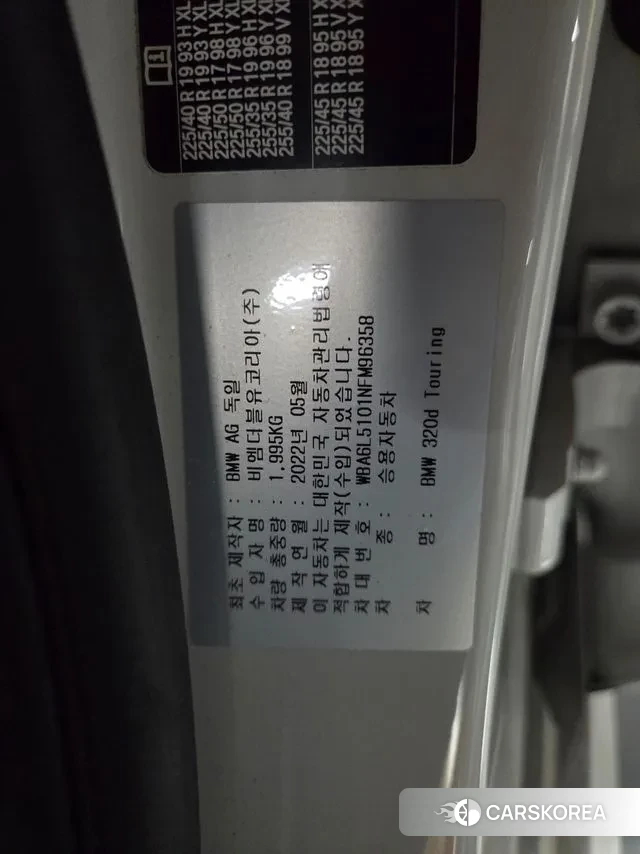 1
225/40 R 19 93 H XL
225/40 R 19 93 Y XL
225/50 R 17 98 H XL
225/50 R 17 98 Y XL
255/35 R 19 96 H XL
255/35 R 19 96 Y XL
255/40 R 18 99 V XL
225/45 R 18 95 H X
225/45 R 18 95 V X
225/45 R 18 95 Y X
최초 제작자 : BMW AG 독일
수 입 자 명 : 비엠더블유코리아(주)
차량 총중량 : 1,995KG
제 작 연 월 : 2022년 05월
이 자동차는 대한민국 자동차관리법령에
적합하게 제작(수입)되었습니다.
차 대 번 호 : WBA6L5101NFM96358
차 종 : 승용자동차
차 명 : BMW 320d Touring
CARSKOREA